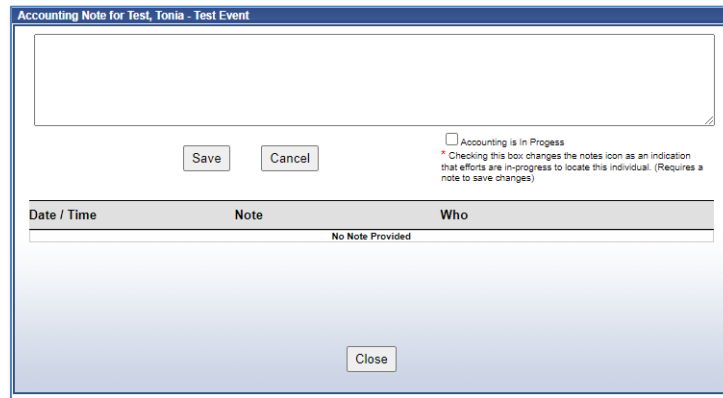 Accounting Note for Test, Tonia - Test Event
Save Cancel
Accounting is In Progess
* Checking this box changes the notes icon as an indication
that efforts are in-progress to locate this individual. (Requires a
note to save changes)
Date / Time Note Who
No Note Provided
Close